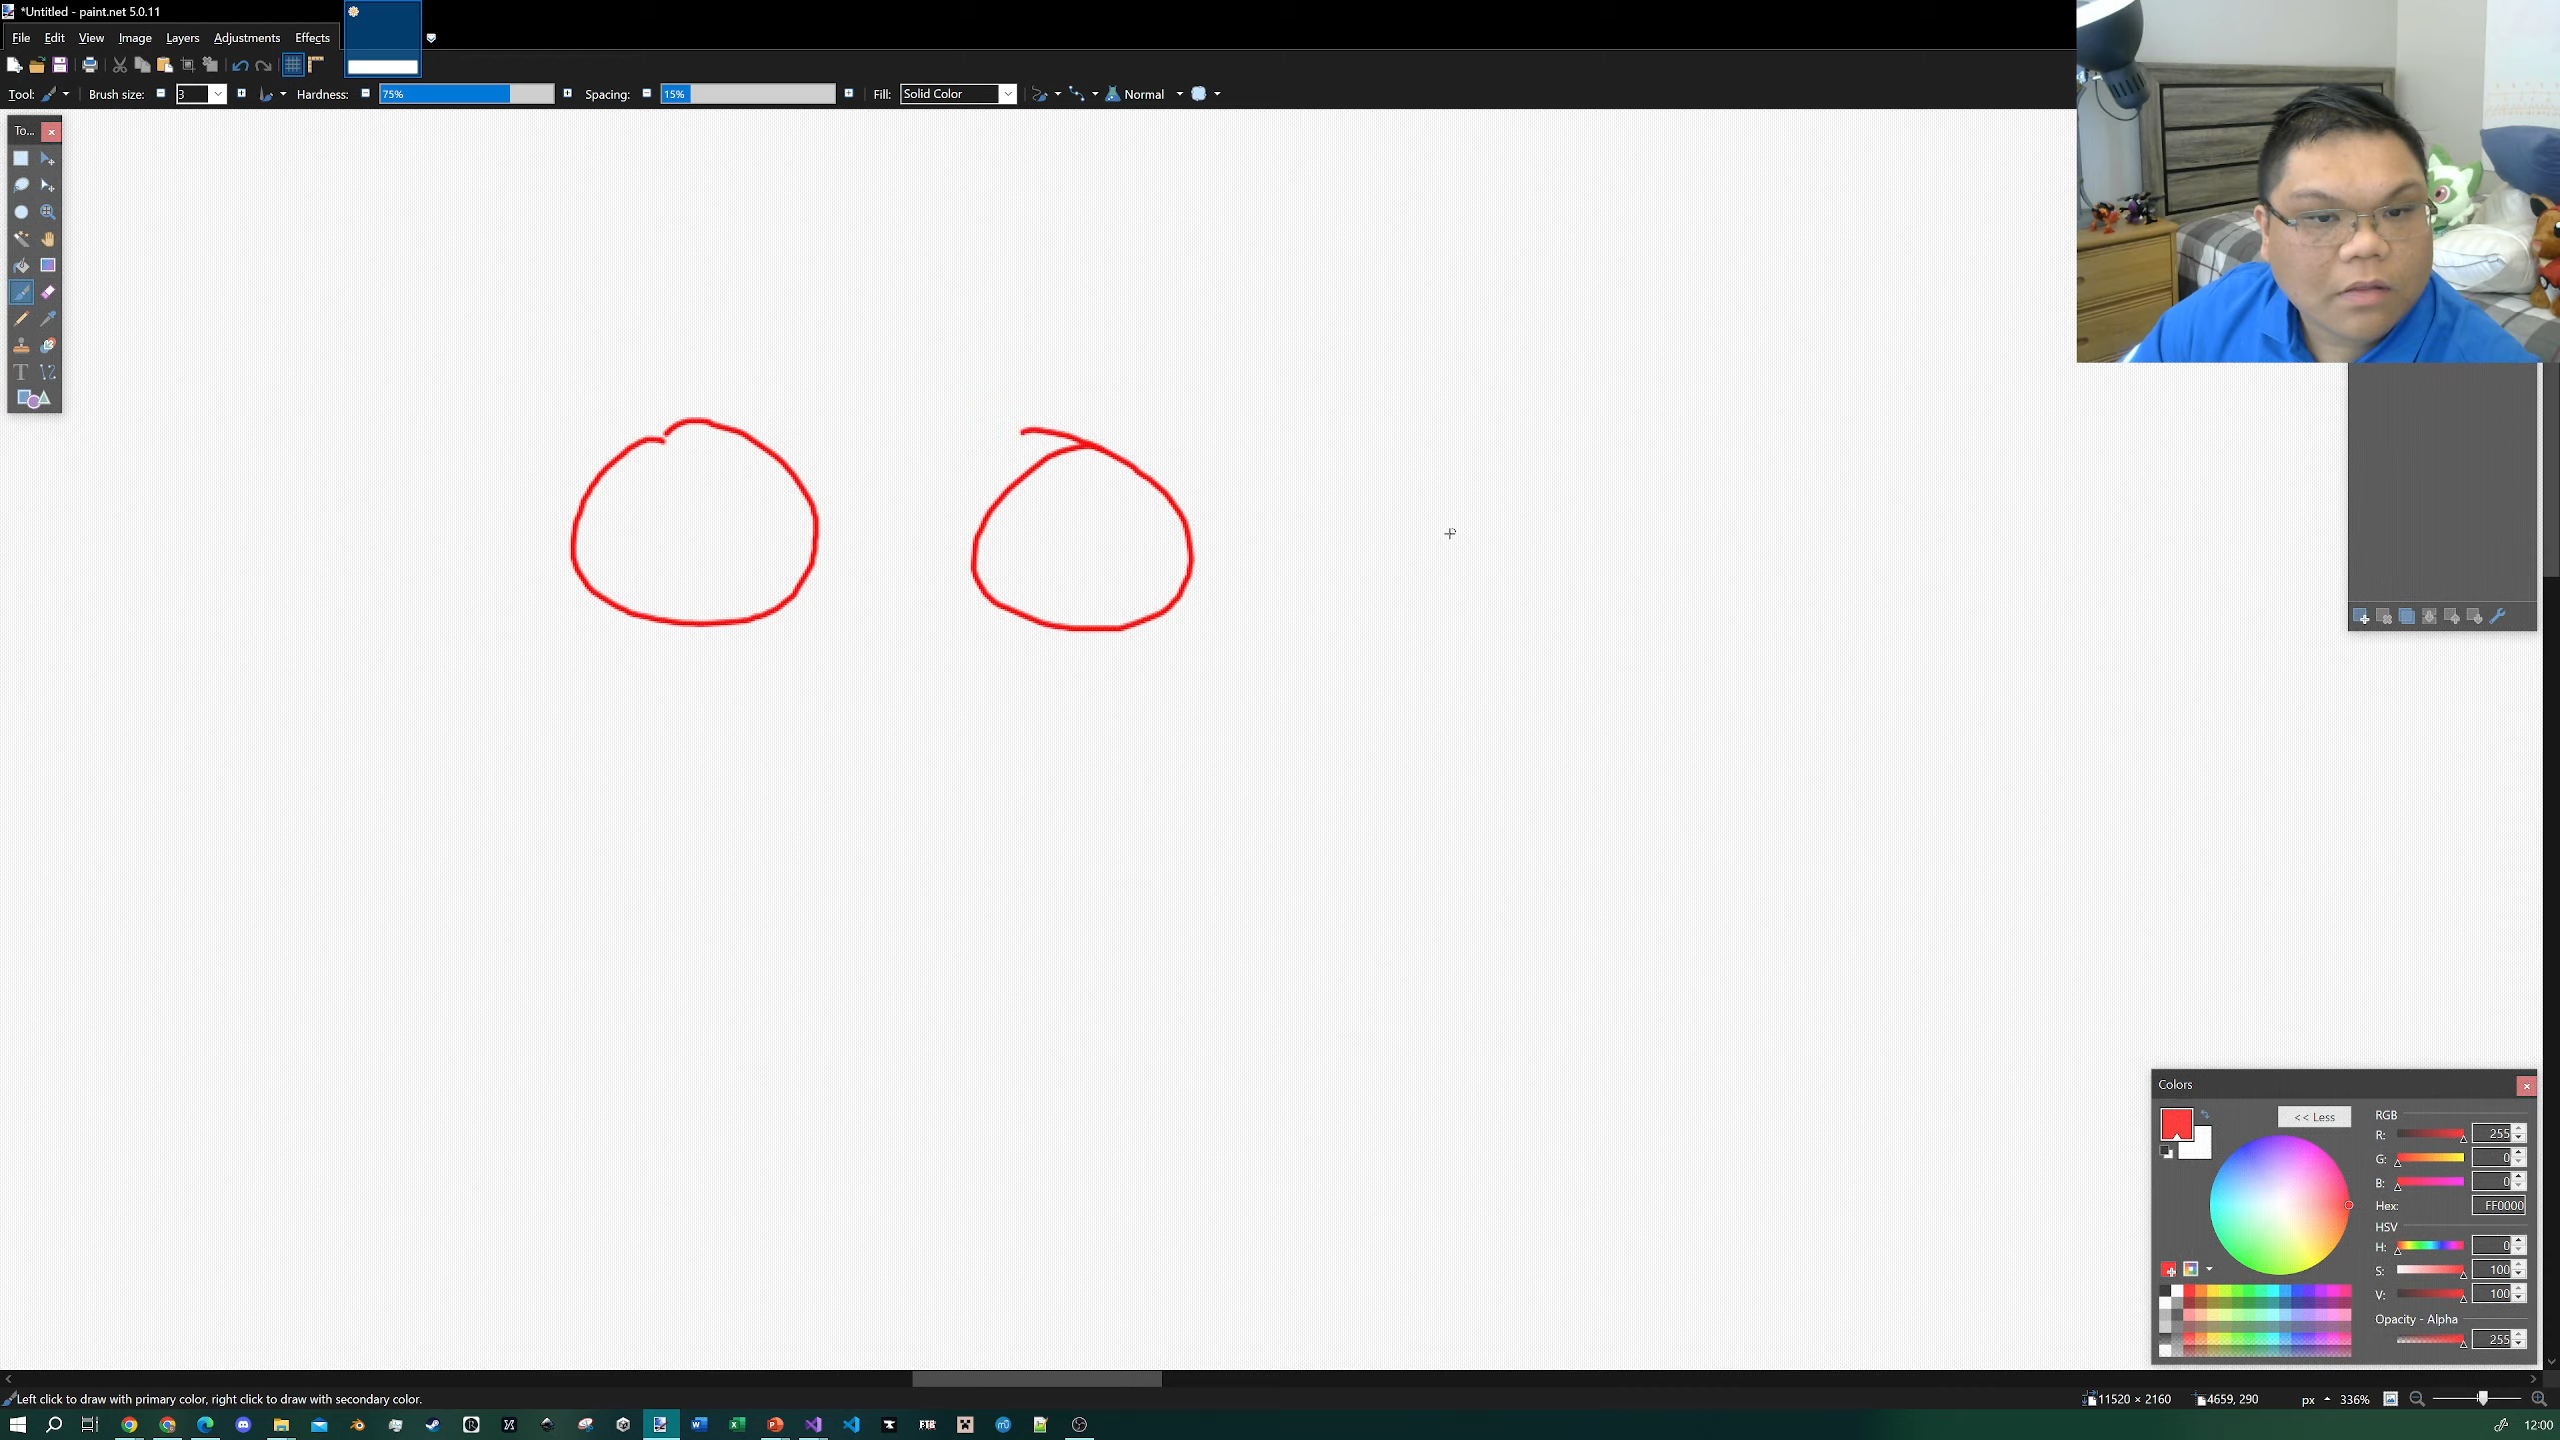 *Untitled - paint.net 5.0.11
File Edit View Image Layers Adjustments Effects
Tool: Brush size: 3 Hardness: 75% Spacing: 15% Fill: Solid Color Normal
To...
Colors
<< Less
RGB
R: 255
G: 0
B: 0
Hex: FF0000
HSV
H: 0
S: 100
V: 100
Opacity - Alpha
255
Left click to draw with primary color, right click to draw with secondary color.
11520 × 2160
4659, 290
px
336%
FTB
12:00